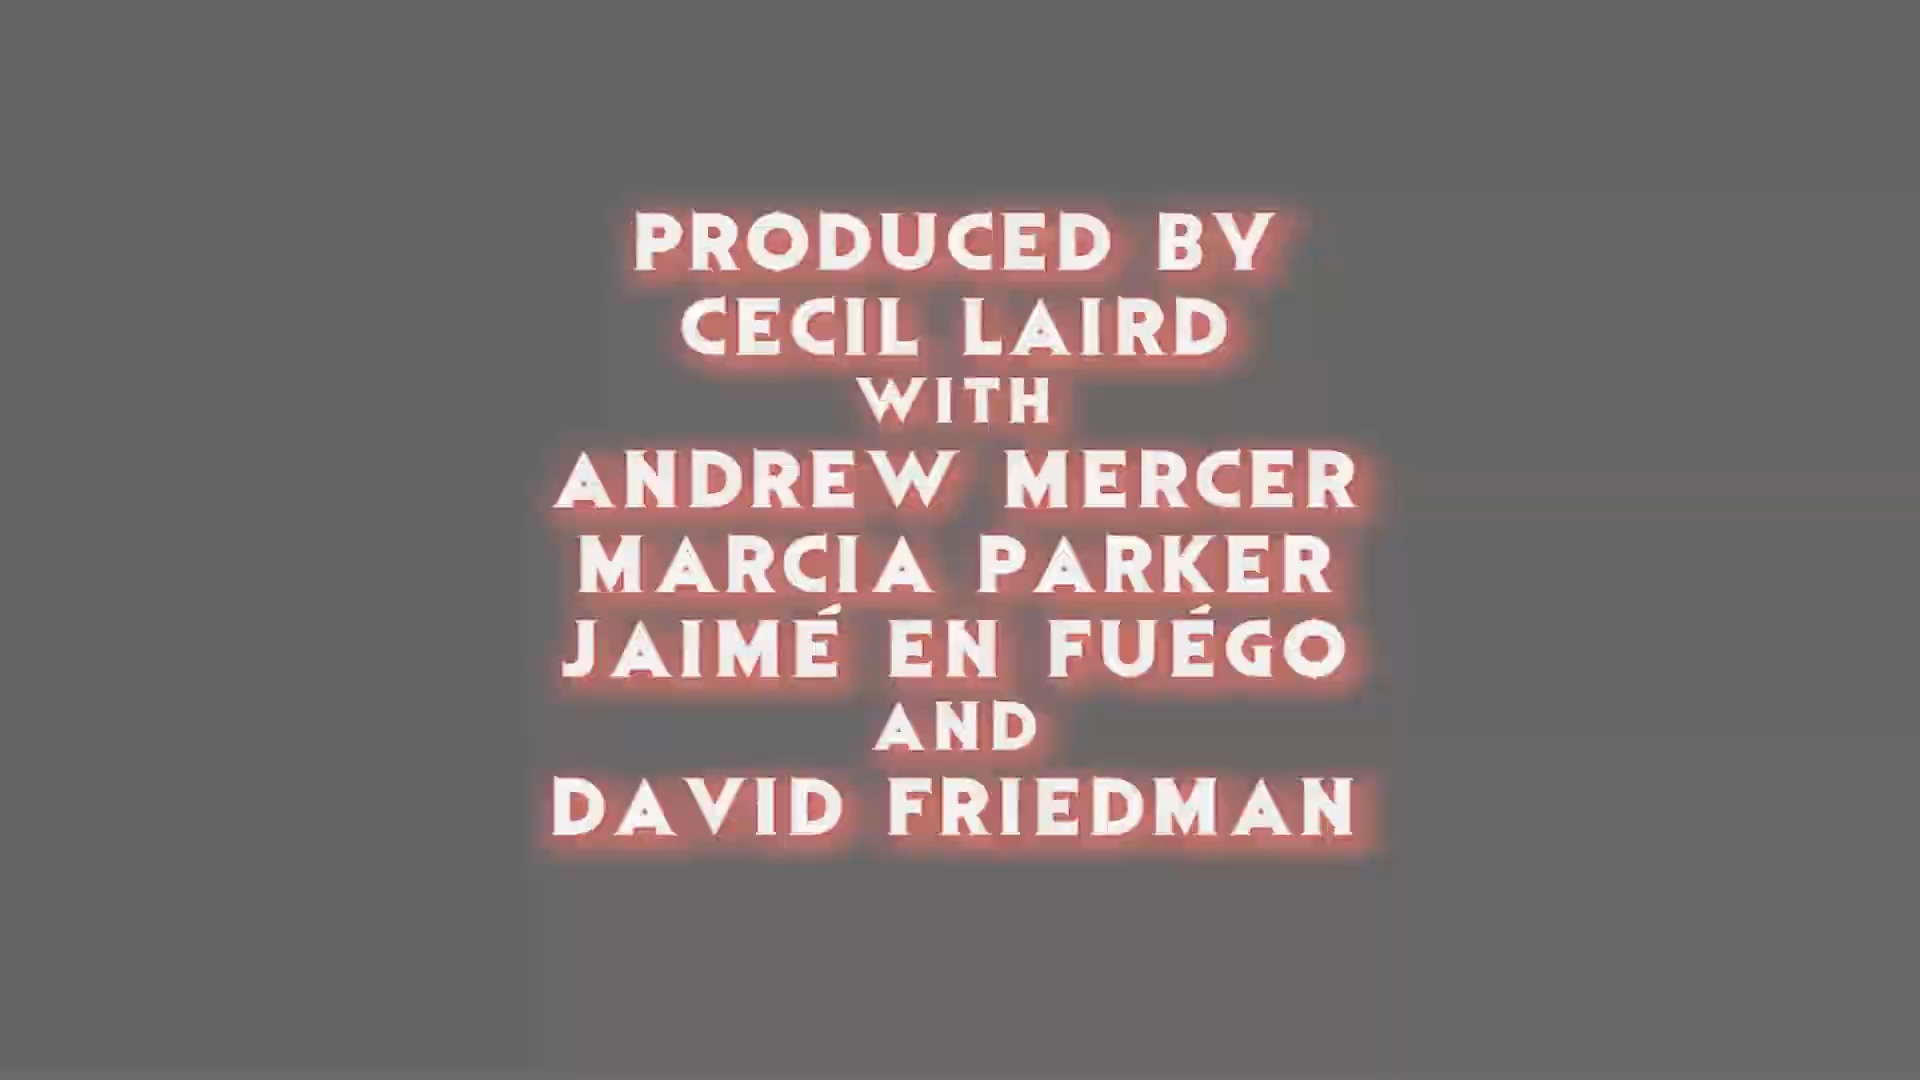 PRODUCED BY
CECIL LAIRD
WITH
ANDREW MERCER
MARCIA PARKER
JAIMÉ EN FUÉGO
AND
DAVID FRIEDMAN